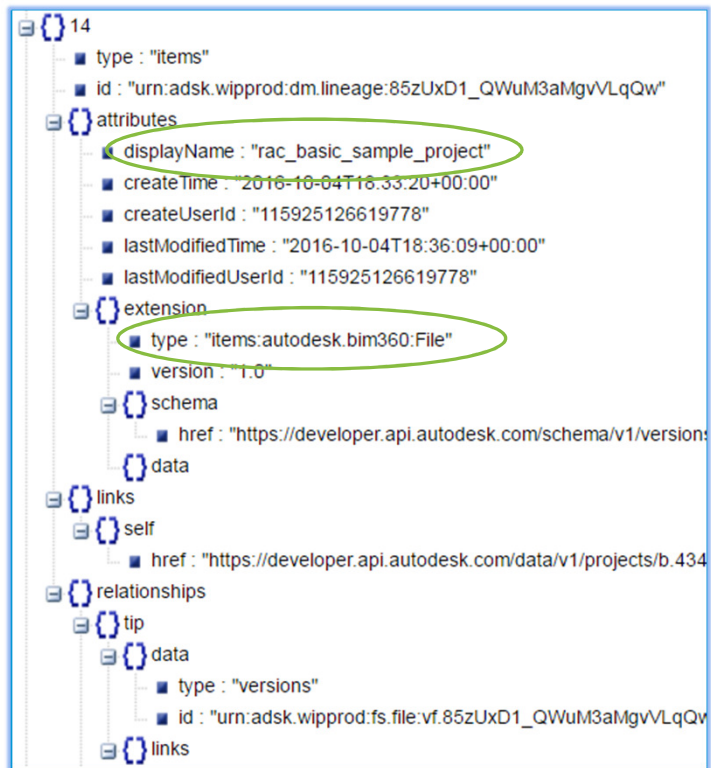 14
type : "items"
id : "urn:adsk.wipprod:dm.lineage:85zUxD1_QWuM3aMgvVLqQw"
attributes
displayName : "rac_basic_sample_project"
createTime : "2016-10-04T18:33:20+00:00"
createUserId : "115925126619778"
lastModifiedTime : "2016-10-04T18:36:09+00:00"
lastModifiedUserId : "115925126619778"
extension
type : "items:autodesk.bim360:File"
version : "1.0"
schema
href : "https://developer.api.autodesk.com/schema/v1/versions
data
links
self
href : "https://developer.api.autodesk.com/data/v1/projects/b.434
relationships
tip
data
type : "versions"
id : "urn:adsk.wipprod:fs.file:vf.85zUxD1_QWuM3aMgvVLqQw
links